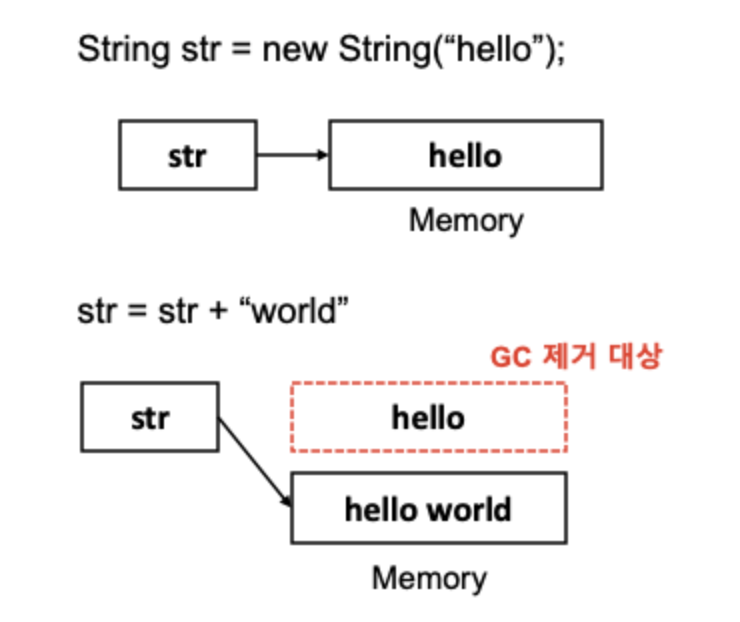 String str = new String(“hello”);
str
hello
Memory
str = str + “world”
GC 제거 대상
str
hello
hello world
Memory